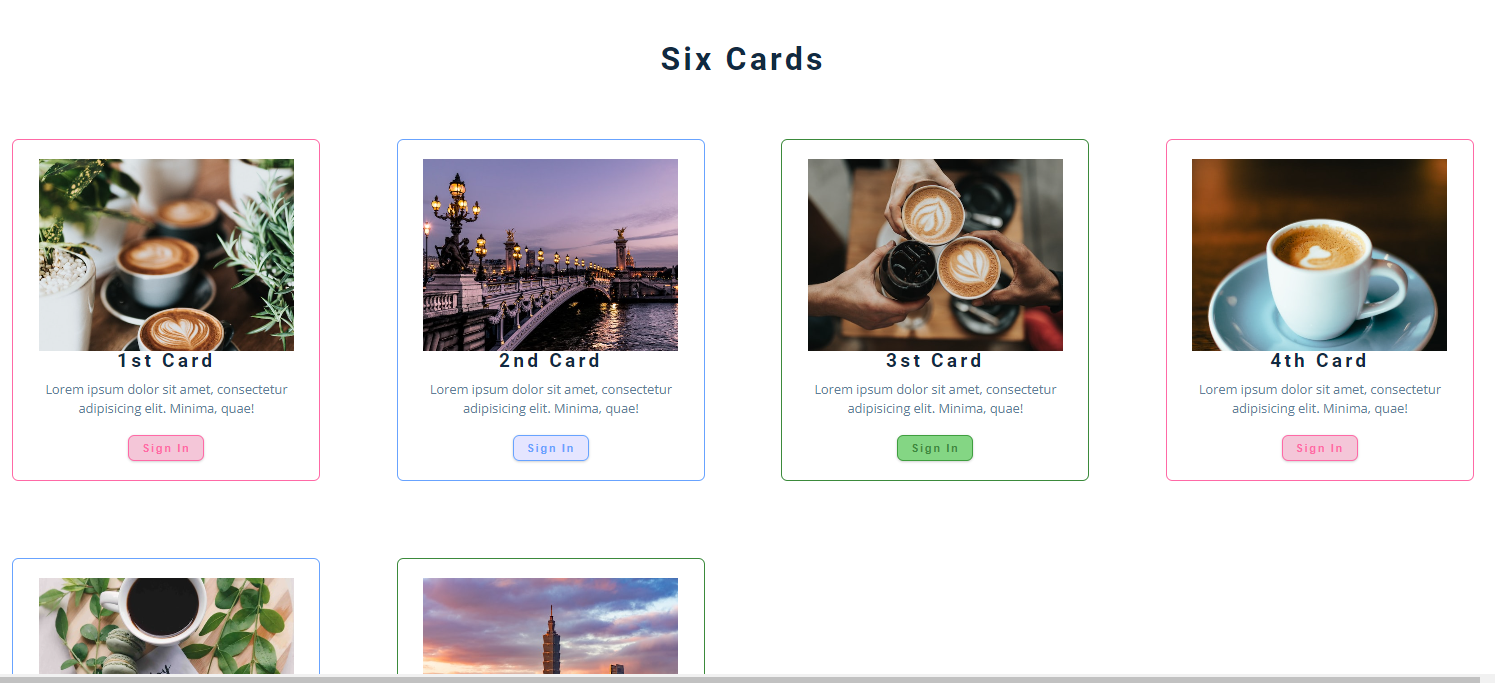 Six Cards
1st Card
Lorem ipsum dolor sit amet, consectetur
adipisicing elit. Minima, quae!
Sign In
2nd Card
Lorem ipsum dolor sit amet, consectetur
adipisicing elit. Minima, quae!
Sign In
3st Card
Lorem ipsum dolor sit amet, consectetur
adipisicing elit. Minima, quae!
Sign In
4th Card
Lorem ipsum dolor sit amet, consectetur
adipisicing elit. Minima, quae!
Sign In